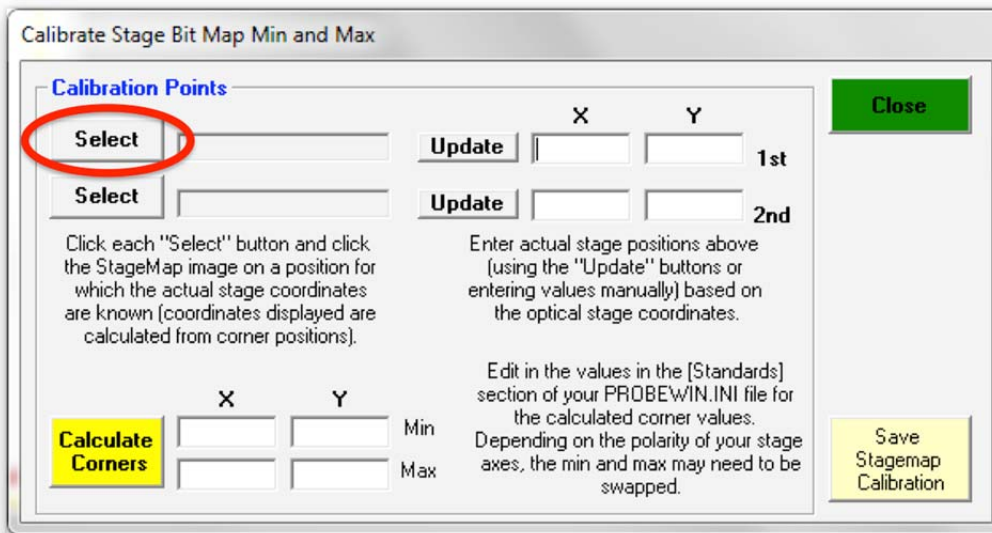 Calibrate Stage Bit Map Min and Max
Calibration Points
X Y
Close
Select
Update
1st
Select
Update
2nd
Click each "Select" button and click
the StageMap image on a position for
which the actual stage coordinates
are known (coordinates displayed are
calculated from corner positions).
Enter actual stage positions above
(using the "Update" buttons or
entering values manually) based on
the optical stage coordinates.
Edit in the values in the [Standards]
section of your PROBEWIN.INI file for
the calculated corner values.
Depending on the polarity of your stage
axes, the min and max may need to be
swapped.
X Y
Calculate
Corners
Min
Max
Save
Stagemap
Calibration